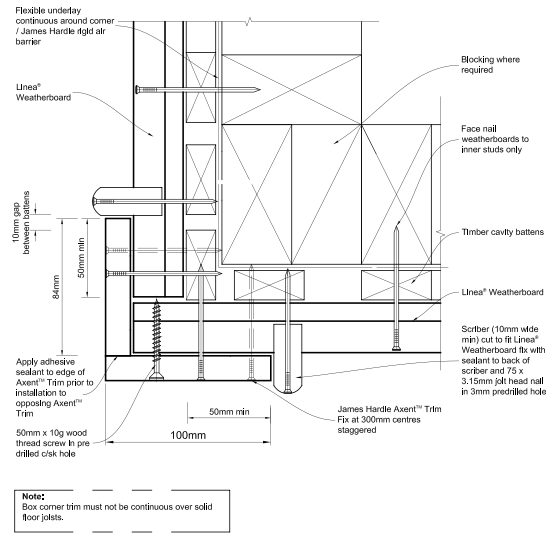 Flexible underlay
continuous around corner
/ James Hardie rigid air
barrier
Linea® 
Weatherboard
10mm gap
between battens
50mm min
84mm
Apply adhesive
sealant to edge of
Axent™ Trim prior to
installation to
opposing Axent™
Trim
50mm x 10g wood
thread screw in pre
drilled c/sk hole
50mm min
100mm
Blocking where
required
Face nail
weatherboards to
inner studs only
Timber cavity battens
Linea® Weatherboard
Scriber (10mm wide
min) cut to fit Linea®
Weatherboard fix with
sealant to back of
scriber and 75 x
3.15mm jolt head nail
in 3mm predrilled hole
James Hardie Axent™ Trim
Fix at 300mm centres
staggered
Note:
Box corner trim must not be continuous over solid
floor joists.